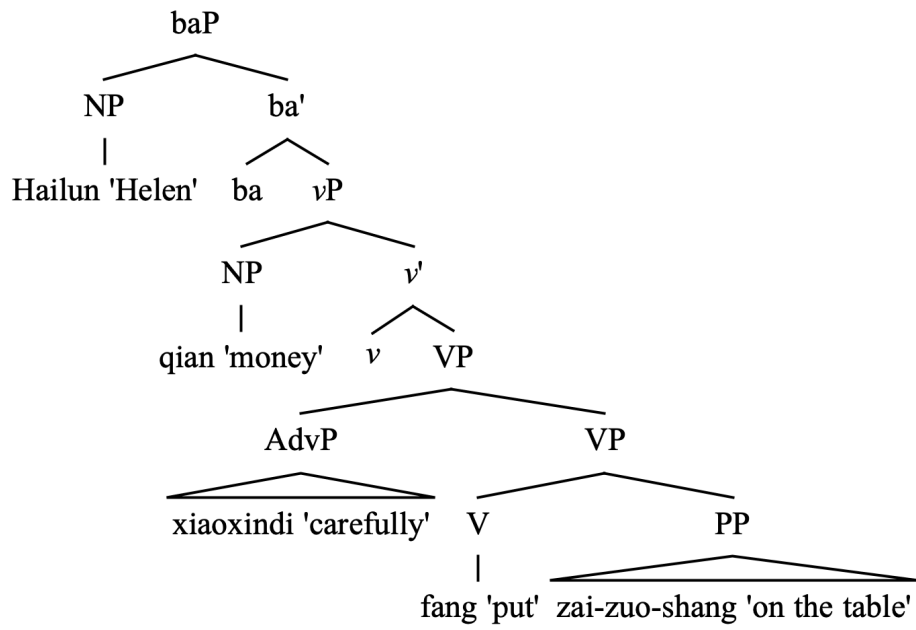 baP
NP ba'
Hailun 'Helen' ba vP
NP v'
qian 'money' v VP
AdvP VP
xiaoxindi 'carefully' V PP
fang 'put' zai-zuo-shang 'on the table'